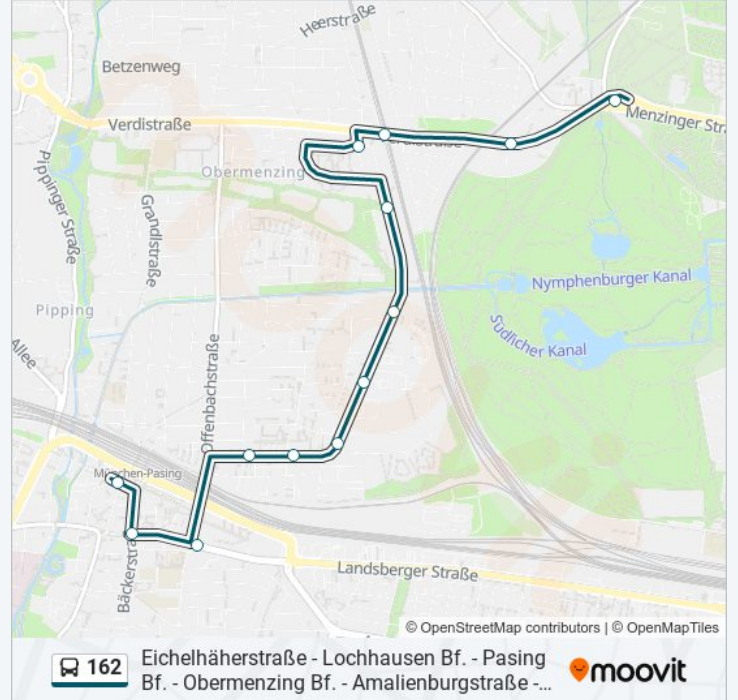 Heerstraße
Betzenweg
Verdistraße
Menzinger Str
Obermenzing
Pippinger Straße
Grandlstraße
Nymphenburger Kanal
Pipping
Südlicher Kanal
Allee
Offenbachstraße
München-Pasing
Bäckerstra
Landsberger Straße
© OpenStreetMap contributors | © OpenMapTiles
162
Eichelhäherstraße - Lochhausen Bf. - Pasing
Bf. - Obermenzing Bf. - Amalienburgstraße -...
moovit